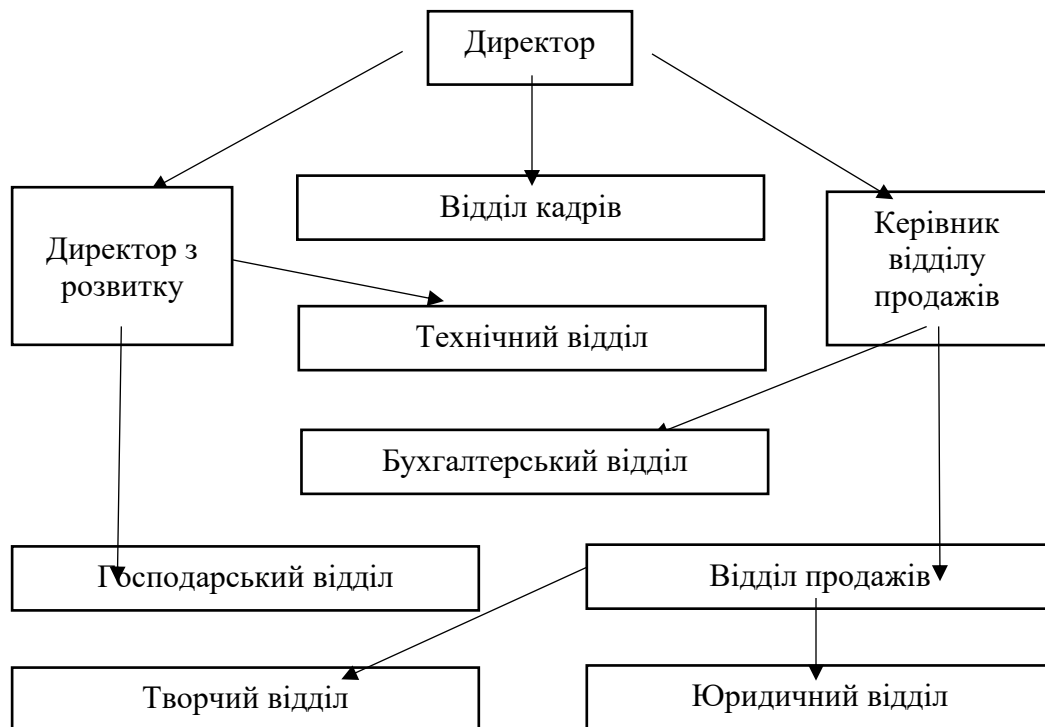 Директор
Відділ кадрів
Директор з
розвитку
Керівник
відділу
продажів
Технічний відділ
Бухгалтерський відділ
Господарський відділ
Відділ продажів
Творчий відділ
Юридичний відділ